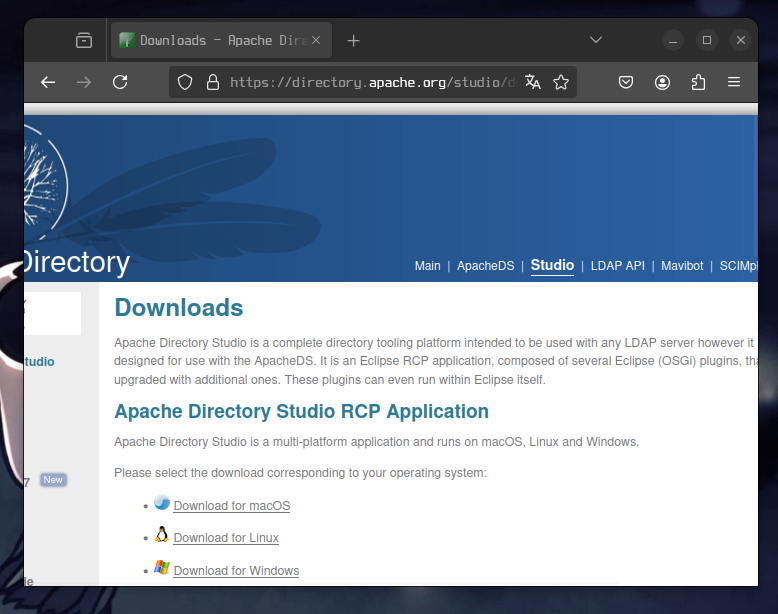 Downloads – Apache Dire
https://directory.apache.org/studio/d
Directory
Main | ApacheDS | Studio | LDAP API | Mavibot | SCIMpl
Downloads
Apache Directory Studio is a complete directory tooling platform intended to be used with any LDAP server however it
designed for use with the ApacheDS. It is an Eclipse RCP application, composed of several Eclipse (OSGi) plugins, tha
upgraded with additional ones. These plugins can even run within Eclipse itself.
tudio
Apache Directory Studio RCP Application
Apache Directory Studio is a multi-platform application and runs on macOS, Linux and Windows.
Please select the download corresponding to your operating system:
7 New
• Download for macOS
• Download for Linux
• Download for Windows
de